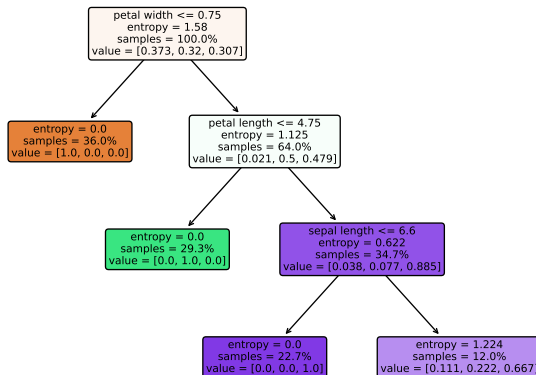 petal width <= 0.75
entropy = 1.58
samples = 100.0%
value = [0.373, 0.32, 0.307]
entropy = 0.0
samples = 36.0%
value = [1.0, 0.0, 0.0]
petal length <= 4.75
entropy = 1.125
samples = 64.0%
value = [0.021, 0.5, 0.479]
entropy = 0.0
samples = 29.3%
value = [0.0, 1.0, 0.0]
sepal length <= 6.6
entropy = 0.622
samples = 34.7%
value = [0.038, 0.077, 0.885]
entropy = 0.0
samples = 22.7%
value = [0.0, 0.0, 1.0]
entropy = 1.224
samples = 12.0%
value = [0.111, 0.222, 0.667]